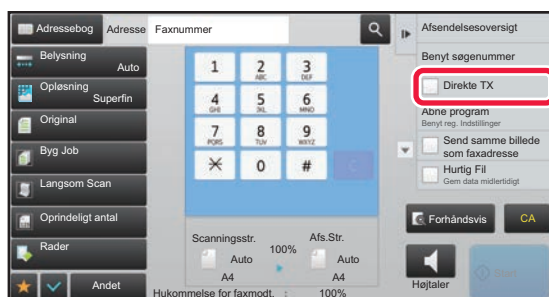 Adressebog
Adresse
Faxnummer
Belysning
Auto
Opløsning
Superfin
Original
Byg Job
Langsom Scan
Oprindeligt antal
Rader
Andet
1
2
ABC
3
DEF
4
GHI
5
JKL
6
MNO
7
PQRS
8
TUV
9
WXYZ
0
#
C
Scanningsstr.
100%
Afs.Str.
Auto
A4
Auto
A4
Hukommelse for faxmodt. : 100%
Afsendelsesoversigt
Benyt søgenummer
Direkte TX
Åbne program
Benyt reg. Indstillinger
Send samme billede
som faxadresse
Hurtig Fil
Gem data midlertidigt
Forhåndsvis
CA
Højtaler
Start